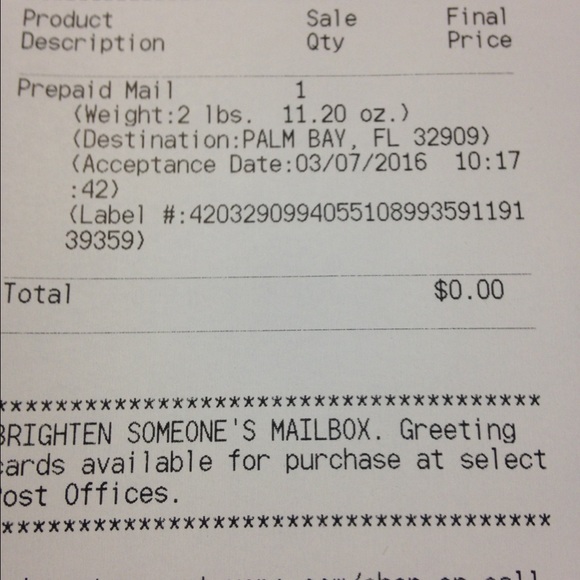 Product Sale Final
Description Qty Price
Prepaid Mail 1
(Weight:2 lbs. 11.20 oz.)
(Destination:PALM BAY, FL 32909)
(Acceptance Date:03/07/2016 10:17
:42)
(Label #:4203290994055108993591191
39359)
Total $0.00
****************************************
BRIGHTEN SOMEONE'S MAILBOX. Greeting
cards available for purchase at select
Post Offices.
****************************************